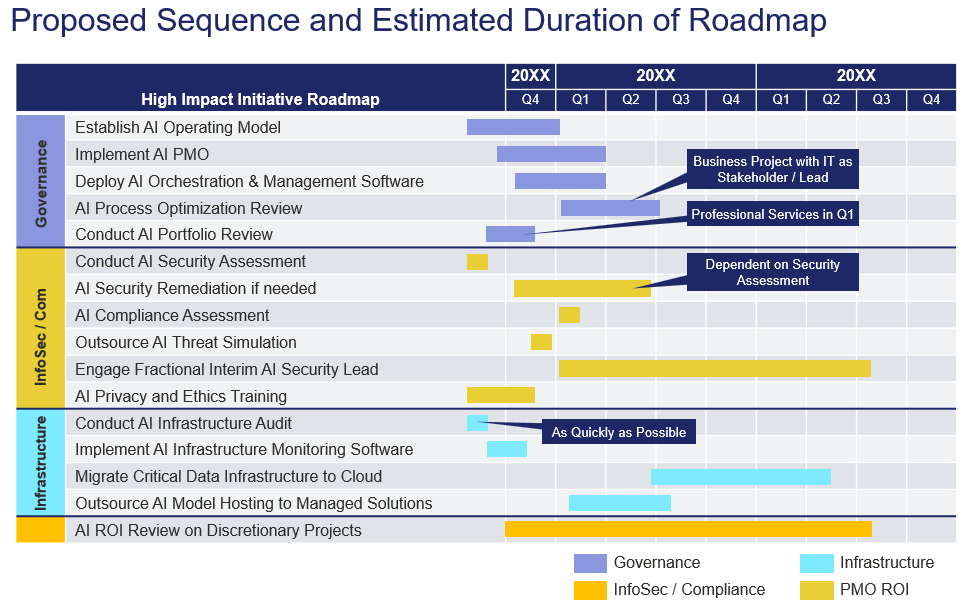 Proposed Sequence and Estimated Duration of Roadmap
20XX 20XX 20XX
High Impact Initiative Roadmap Q4 Q1 Q2 Q3 Q4 Q1 Q2 Q3 Q4
Governance
Establish AI Operating Model
Implement AI PMO
Deploy AI Orchestration & Management Software
AI Process Optimization Review
Conduct AI Portfolio Review
Business Project with IT as
Stakeholder / Lead
Professional Services in Q1
InfoSec / Com
Conduct AI Security Assessment
AI Security Remediation if needed
AI Compliance Assessment
Outsource AI Threat Simulation
Engage Fractional Interim AI Security Lead
AI Privacy and Ethics Training
Dependent on Security
Assessment
Infrastructure
Conduct AI Infrastructure Audit
Implement AI Infrastructure Monitoring Software
Migrate Critical Data Infrastructure to Cloud
Outsource AI Model Hosting to Managed Solutions
As Quickly as Possible
AI ROI Review on Discretionary Projects
Governance
Infrastructure
InfoSec / Compliance
PMO ROI